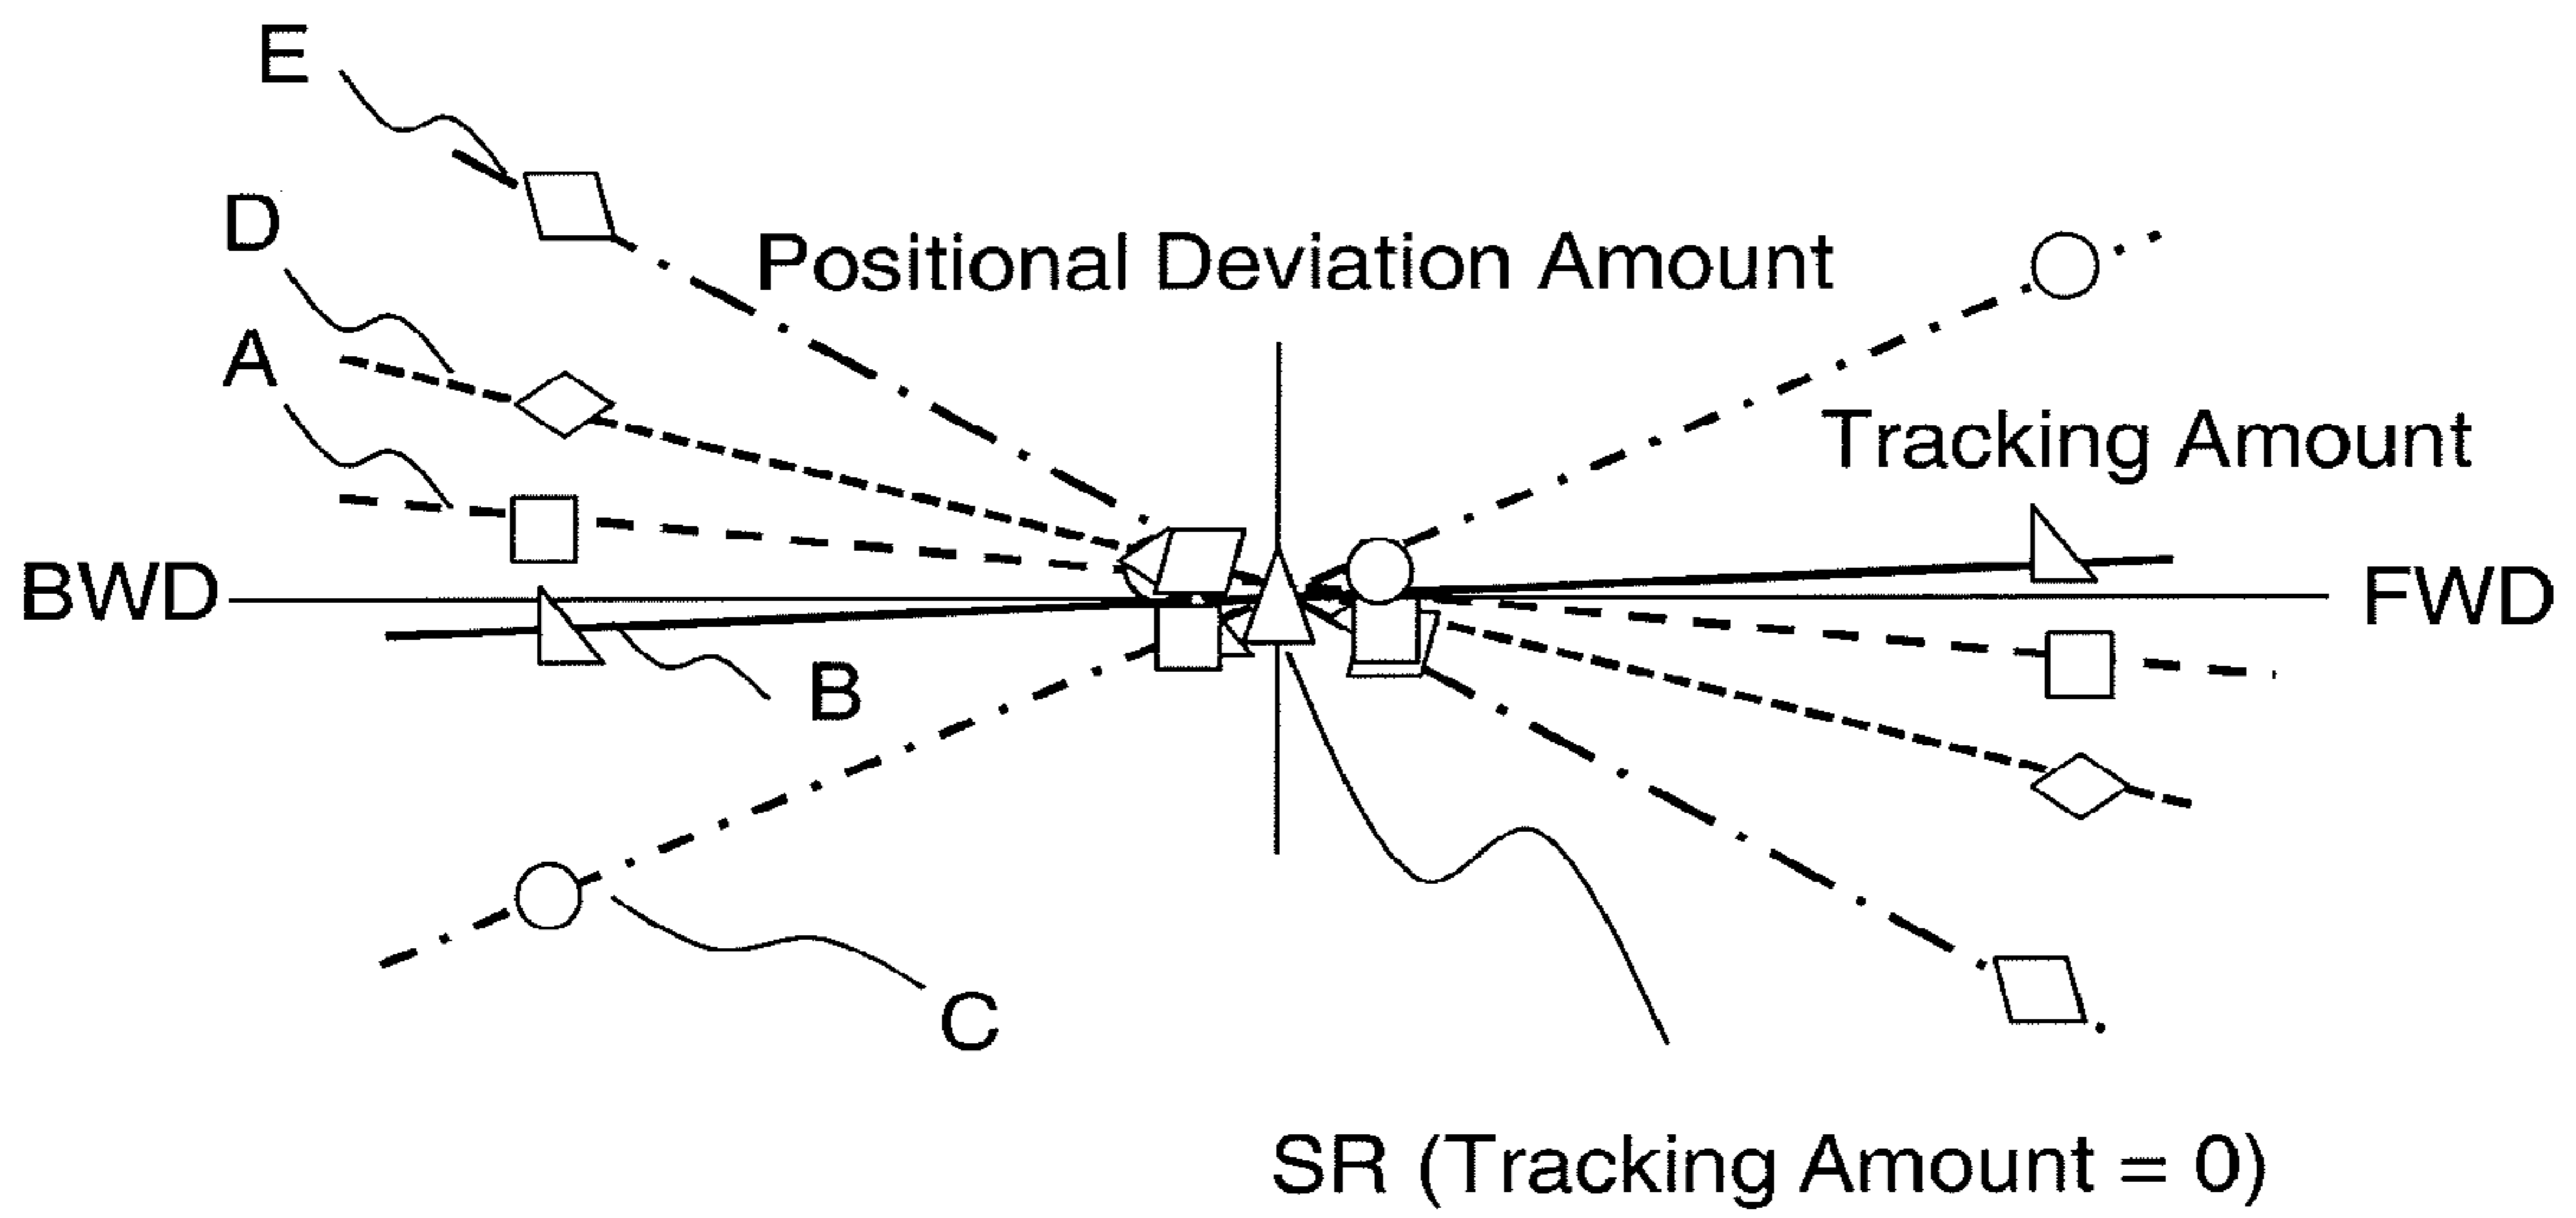 E
D
Positional Deviation Amount
A
Tracking Amount
BWD
FWD
B
C
SR (Tracking Amount = 0)